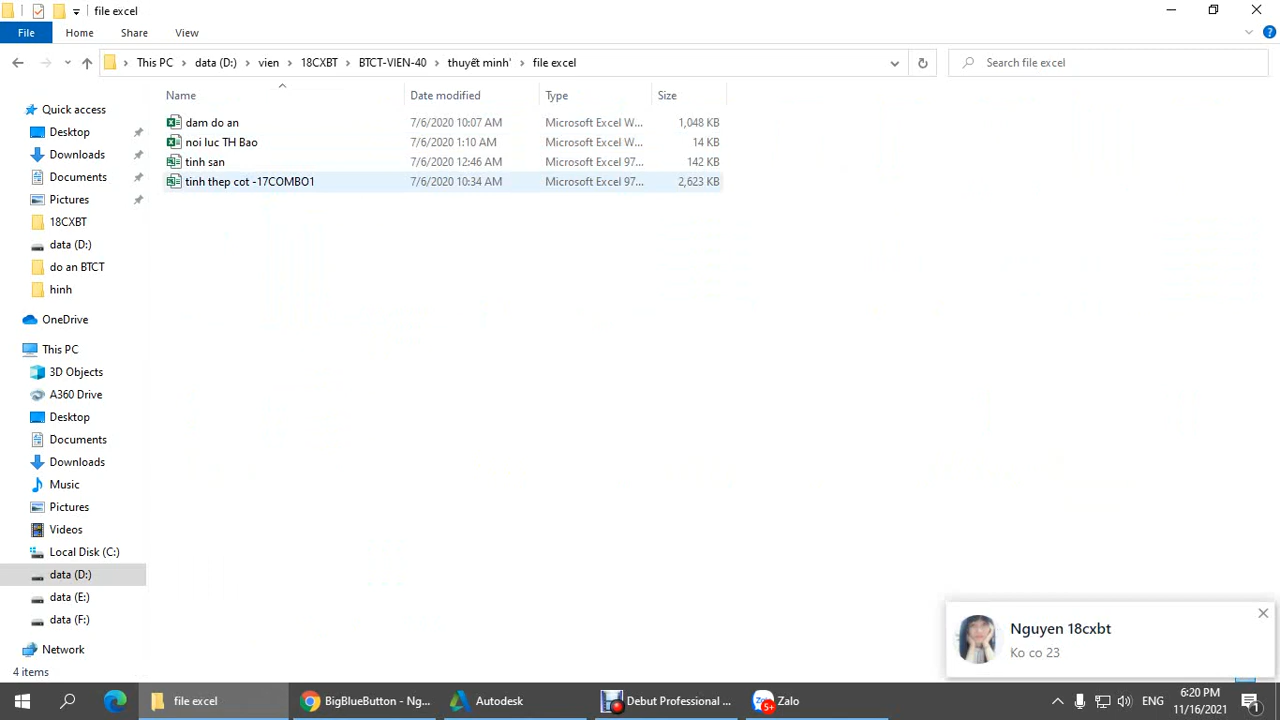 file excel
File Home Share View
This PC data (D:) vien 18CXBT BTCT-VIEN-40 thuyết minh' file excel Search file excel
Name Date modified Type Size
Quick access
Desktop
Downloads
Documents
Pictures
18CXBT
data (D:)
do an BTCT
hinh
OneDrive
This PC
3D Objects
A360 Drive
Desktop
Documents
Downloads
Music
Pictures
Videos
Local Disk (C:)
data (D:)
data (E:)
data (F:)
Network
dam do an 7/6/2020 10:07 AM Microsoft Excel W... 1,048 KB
noi luc TH Bao 7/6/2020 1:10 AM Microsoft Excel W... 14 KB
tinh san 7/6/2020 12:46 AM Microsoft Excel 97... 142 KB
tinh thep cot -17COMBO1 7/6/2020 10:34 AM Microsoft Excel 97... 2,623 KB
Nguyen 18cxbt
Ko co 23
4 items
file excel BigBlueButton - Ng... Autodesk Debut Professional ... 5+ Zalo ENG 6:20 PM
11/16/2021 1